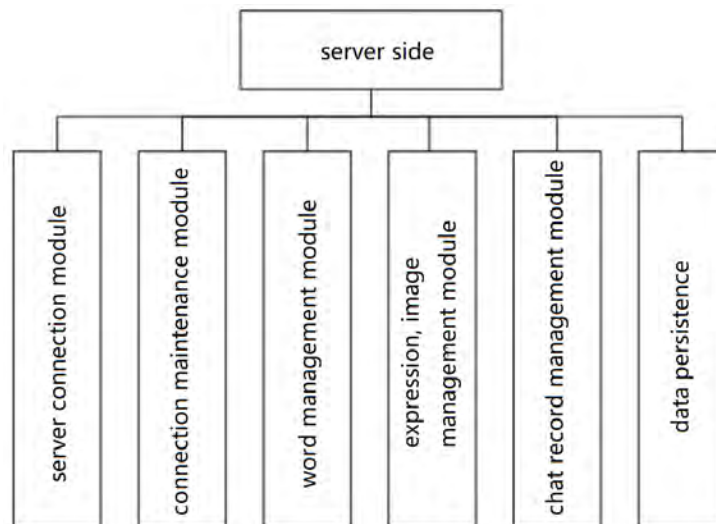 server side
server connection module
connection maintenance module
word management module
expression, image
management module
chat record management module
data persistence